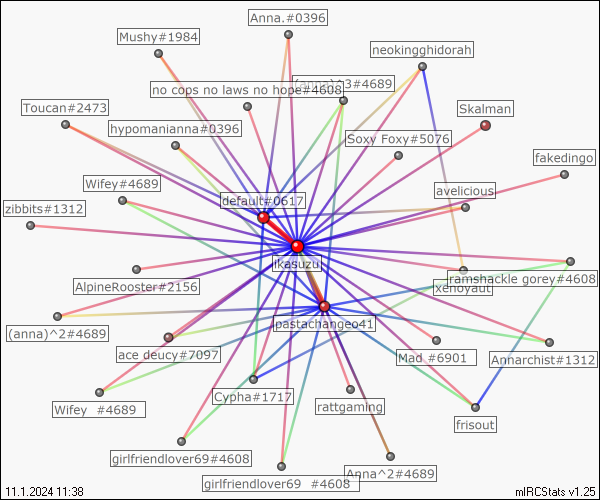 Anna.#0396
Mushy#1984
neokingghidorah
no cops no laws no hope#4608
(anna)^3#4689
Toucan#2473
Skalman
hypomanianna#0396
Soxy Foxy#5076
fakedingo
Wifey#4689
avelicious
default#0617
zibbits#1312
ikasuzu
xenoyaut
ramshackle gorey#4608
AlpineRooster#2156
pastachangeo41
(anna)^2#4689
ace deucy#7097
Mad #6901
Annarchist#1312
Cypha#1717
rattgaming
Wifey #4689
frisout
girlfriendlover69#4608
Anna^2#4689
girlfriendlover69 #4608
11.1.2024 11:38
mIRCStats v1.25